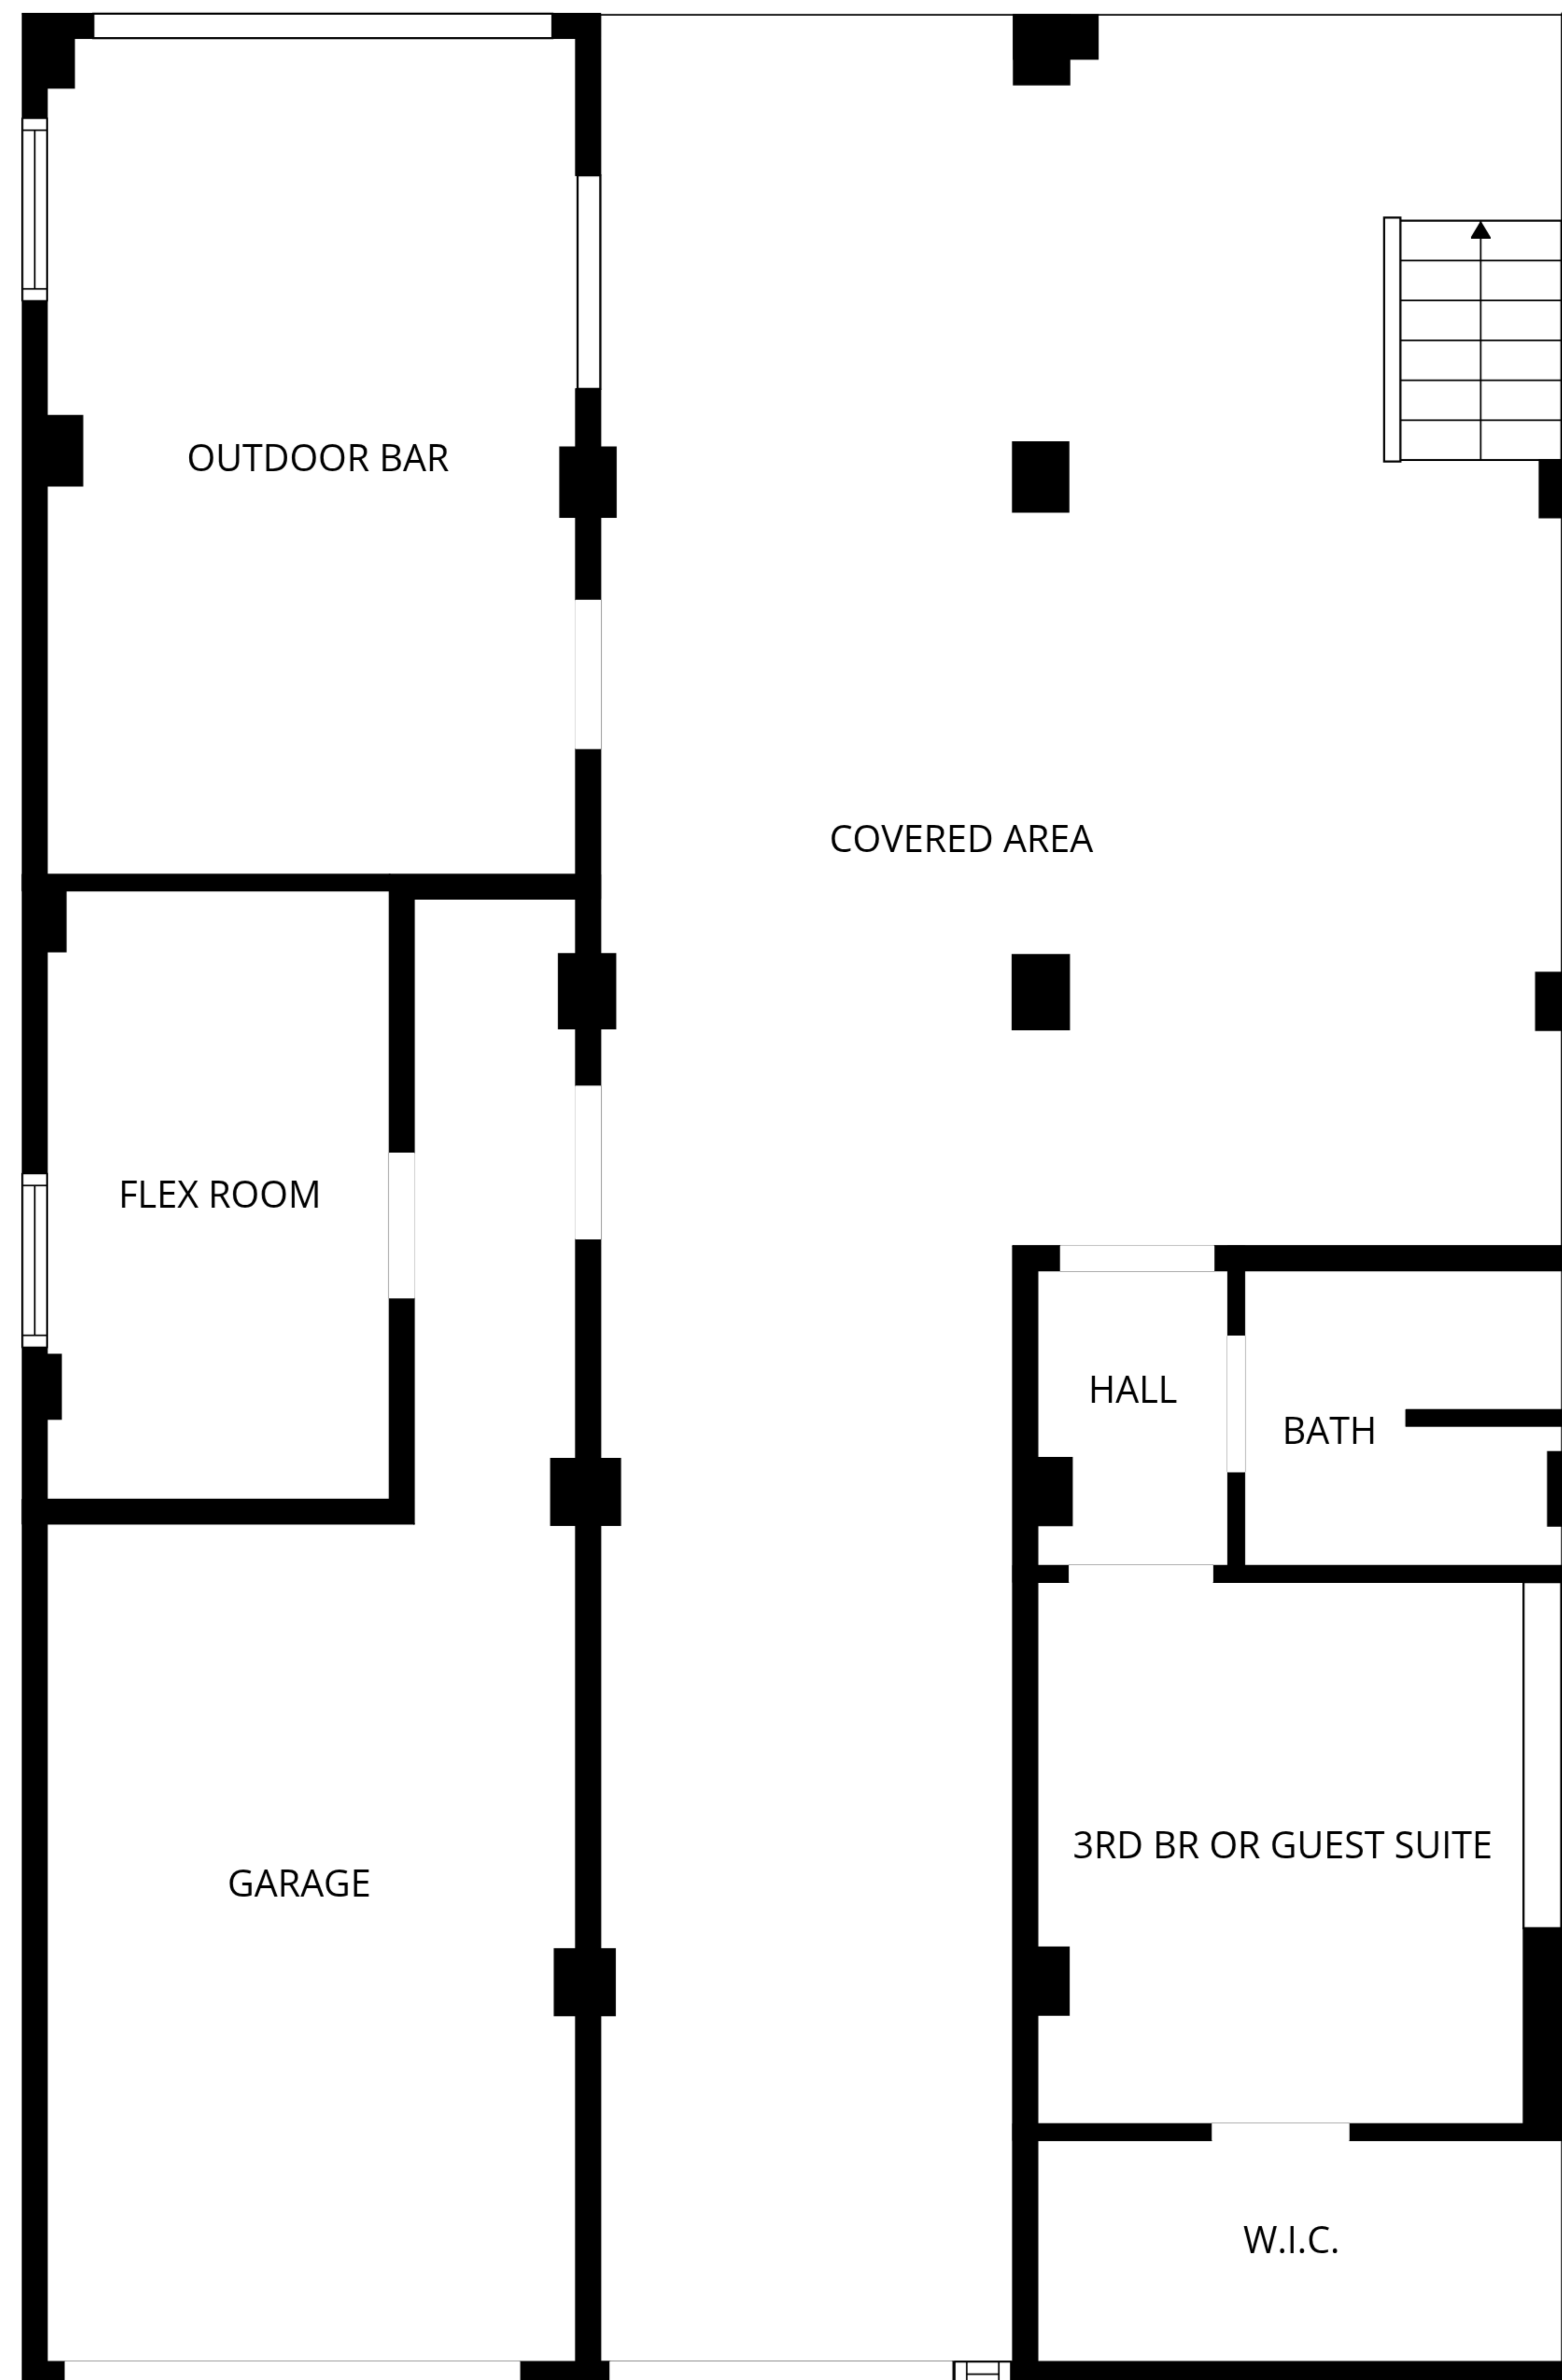 OUTDOOR BAR
COVERED AREA
FLEX ROOM
HALL
BATH
3RD BR OR GUEST SUITE
GARAGE
W.I.C.